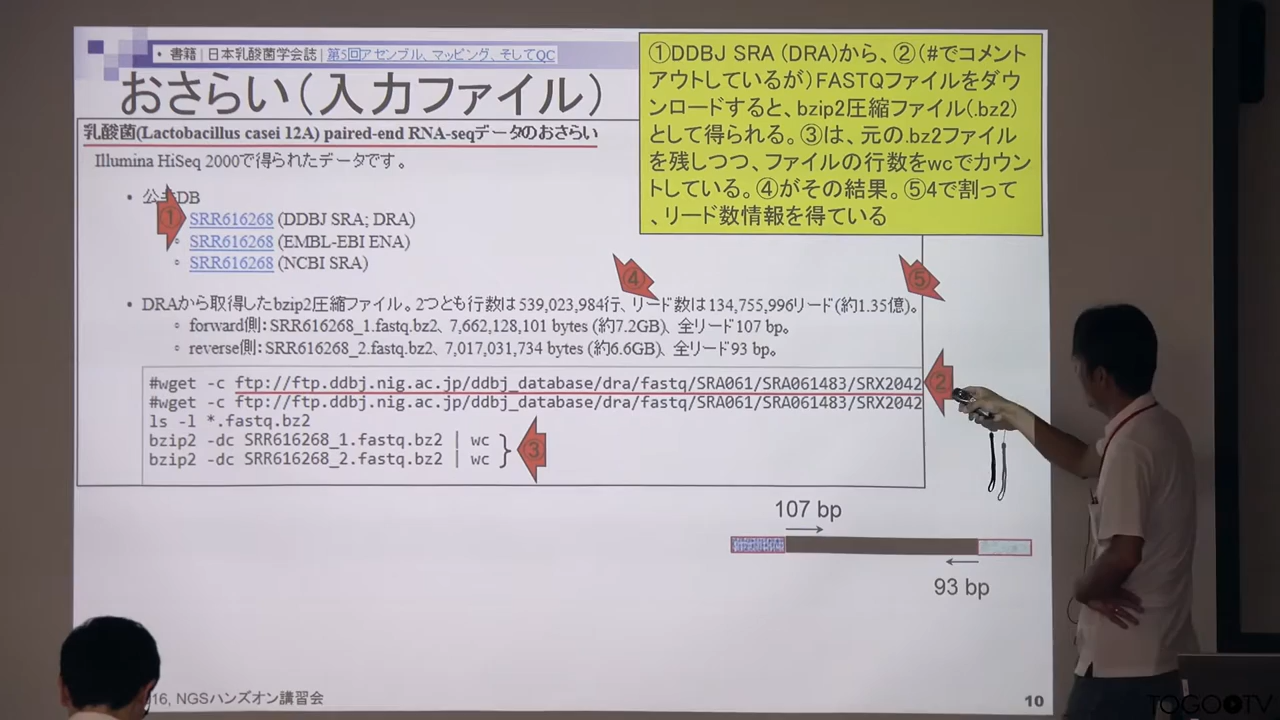 • 書籍 | 日本乳酸菌学会誌 | 第5回アセンブル、マッピング、そしてQC
おさらい(入力ファイル)
①DDBJ SRA (DRA)から、②(#でコメント
アウトしているが)FASTQファイルをダウ
ンロードすると、bzip2圧縮ファイル(.bz2)
として得られる。③は、元の.bz2ファイル
を残しつつ、ファイルの行数をwcでカウン
トしている。④がその結果。⑤4で割って
、リード数情報を得ている
乳酸菌(Lactobacillus casei 12A) paired-end RNA-seqデータのおさらい
Illumina HiSeq 2000で得られたデータです。
• 公共DB
①
◦ SRR616268 (DDBJ SRA; DRA)
◦ SRR616268 (EMBL-EBI ENA)
◦ SRR616268 (NCBI SRA)
④
⑤
• DRAから取得したbzip2圧縮ファイル。2つとも行数は539,023,984行、リード数は134,755,996リード(約1.35億)。
◦ forward側: SRR616268_1.fastq.bz2、7,662,128,101 bytes (約7.2GB)、全リード107 bp。
◦ reverse側: SRR616268_2.fastq.bz2、7,017,031,734 bytes (約6.6GB)、全リード93 bp。
#wget -c ftp://ftp.ddbj.nig.ac.jp/ddbj_database/dra/fastq/SRA061/SRA061483/SRX2042
②
#wget -c ftp://ftp.ddbj.nig.ac.jp/ddbj_database/dra/fastq/SRA061/SRA061483/SRX2042
ls -l *.fastq.bz2
bzip2 -dc SRR616268_1.fastq.bz2 | wc
bzip2 -dc SRR616268_2.fastq.bz2 | wc
③
107 bp
93 bp
16, NGSハンズオン講習会
10
TOGOTV